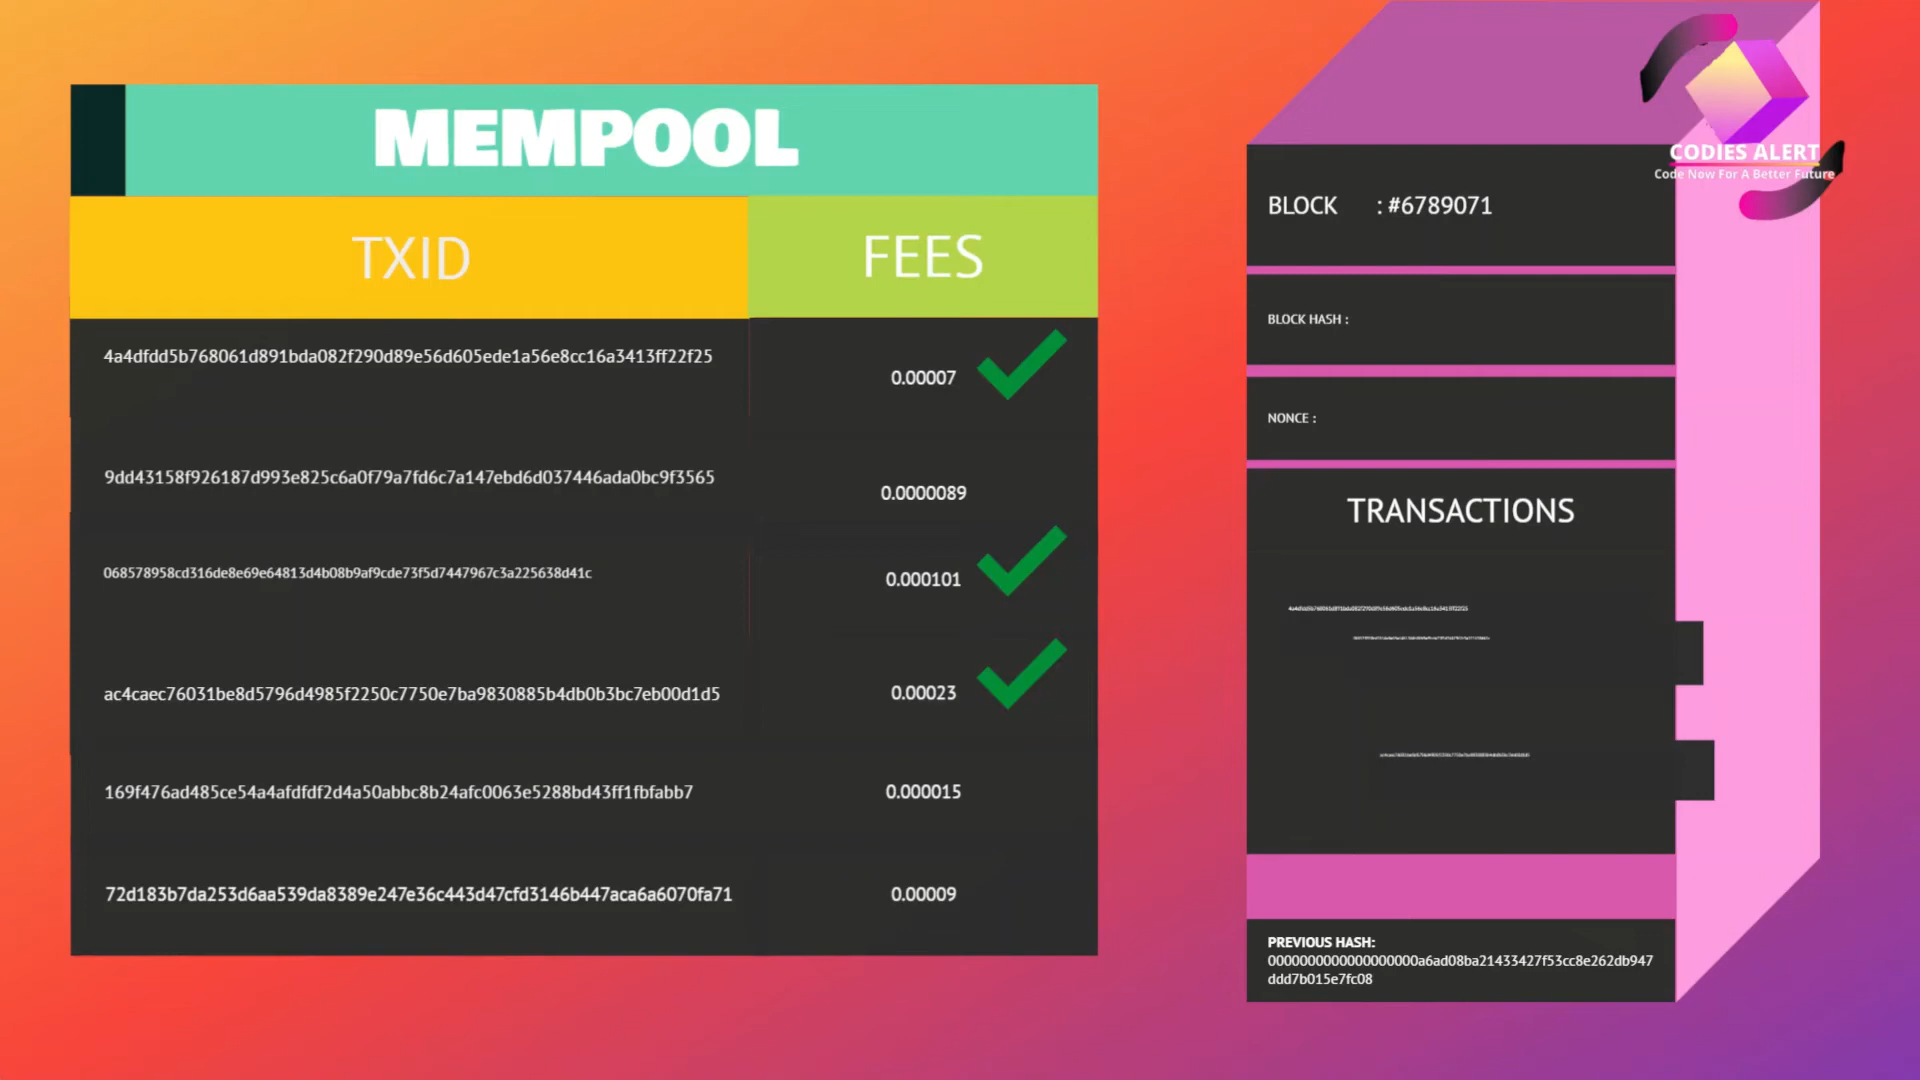 MEMPOOL
TXID
FEES
4a4dfdd5b768061d891bda082f290d89e56d605ede1a56e8cc16a3413ff22f25
0.00007
9dd43158f926187d993e825c6a0f79a7fd6c7a147ebd6d037446ada0bc9f3565
0.0000089
068578958cd316de8e69e64813d4b08b9af9cde73f5d7447967c3a225638d41c
0.000101
ac4caec76031be8d5796d4985f2250c7750e7ba9830885b4db0b3bc7eb00d1d5
0.00023
169f476ad485ce54a4afdfdf2d4a50abbc8b24afc0063e5288bd43ff1fbfabb7
0.000015
72d183b7da253d6aa539da8389e247e36c443d47cfd3146b447aca6a6070fa71
0.00009
CODIES ALERT
Code Now For A Better Future
BLOCK : #6789071
BLOCK HASH :
NONCE :
TRANSACTIONS
PREVIOUS HASH:
0000000000000000000a6ad08ba21433427f53cc8e262db947
ddd7b015e7fc08